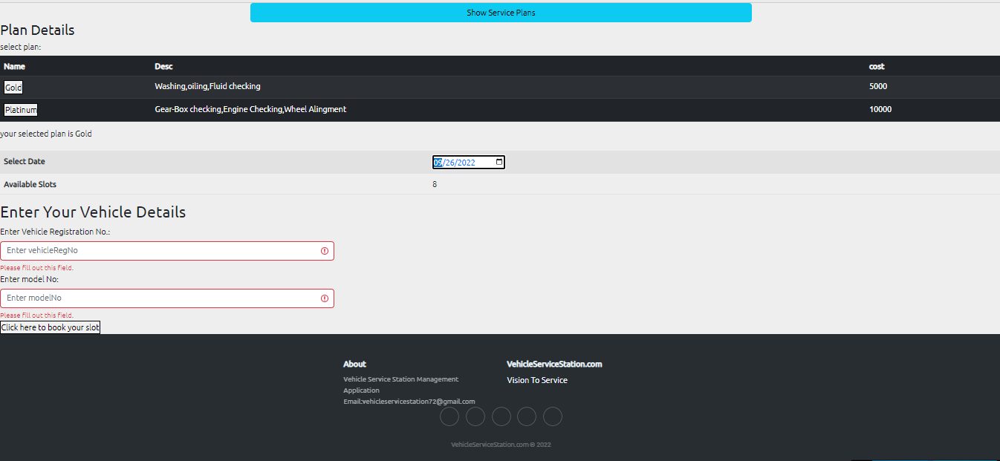 Show Service Plans
Plan Details
select plan:
Name Desc cost
Gold Washing,oiling,Fluid checking 5000
Platinum Gear-Box checking,Engine Checking,Wheel Alingment 10000
your selected plan is Gold
Select Date 09/26/2022
Available Slots 8
Enter Your Vehicle Details
Enter Vehicle Registration No.:
Enter vehicleRegNo
Please fill out this field.
Enter model No:
Enter modelNo
Please fill out this field.
Click here to book your slot
About VehicleServiceStation.com
Vehicle Service Station Management Vision To Service
Application
Email:vehicleservicestation72@gmail.com
VehicleServiceStation.com © 2022